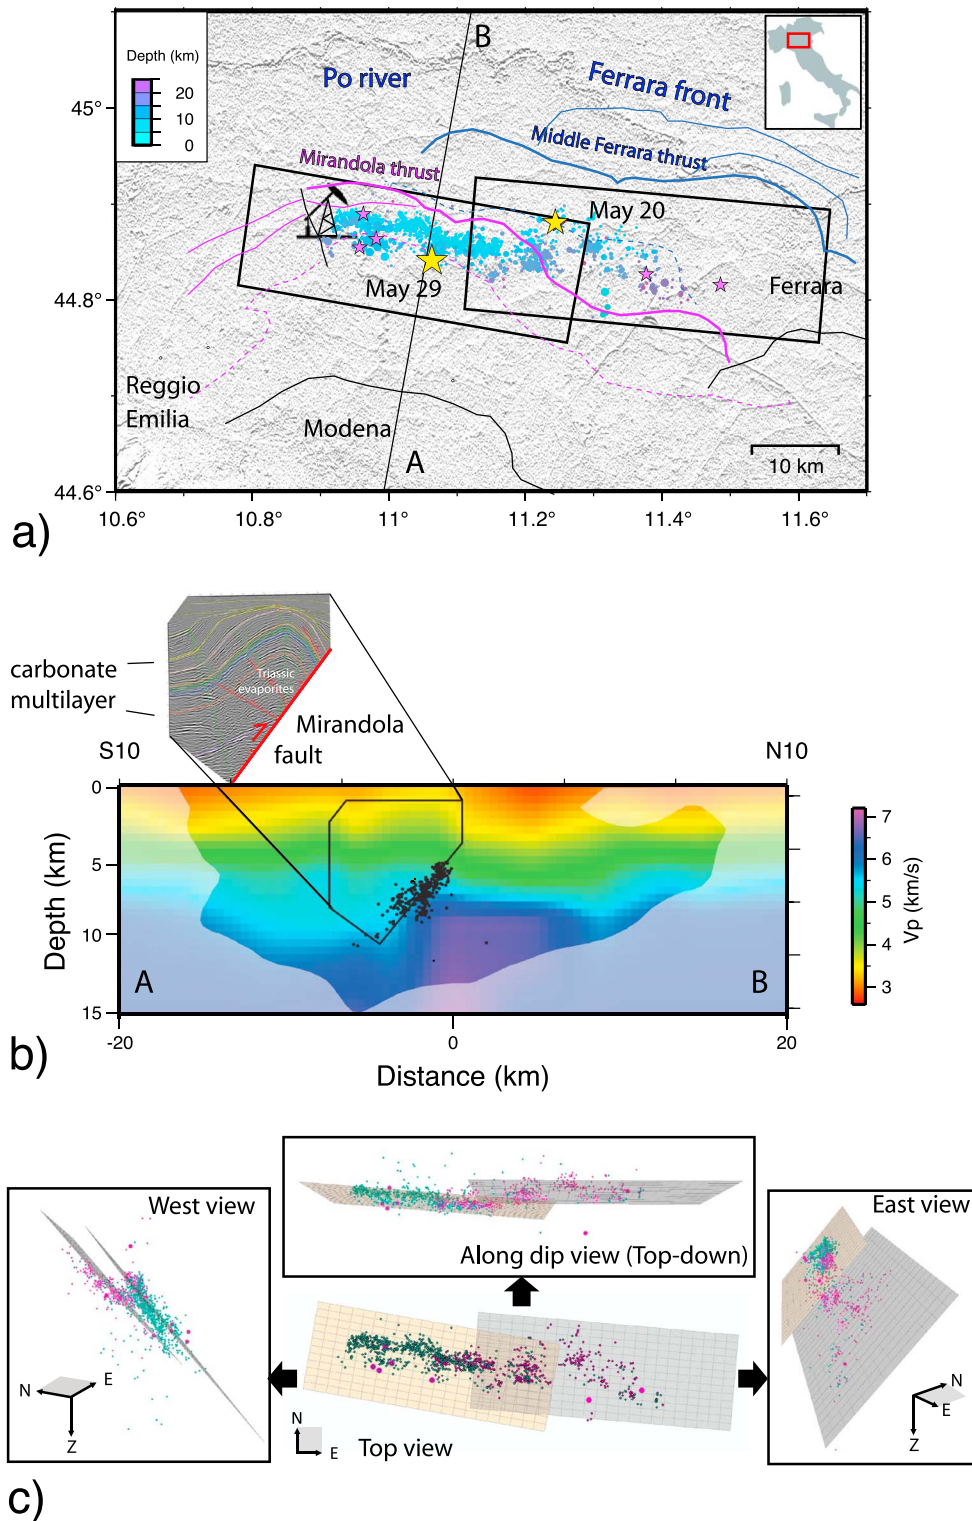 B
Depth (km)
20
10
0
Po river
Ferrara front
45°
Middle Ferrara thrust
Mirandola thrust
May 20
May 29
Ferrara
44.8°
Reggio
Emilia
Modena
A
10 km
44.6°
10.6°
10.8°
11°
11.2°
11.4°
11.6°
a)
carbonate
multilayer
Triassic
evaporites
Mirandola
fault
S10
N10
0
5
10
15
Depth (km)
A
B
-20
0
20
Distance (km)
7
6
5
4
3
Vp (km/s)
b)
West view
N
E
Z
Along dip view (Top-down)
East view
N
E
Z
N
E
Top view
c)